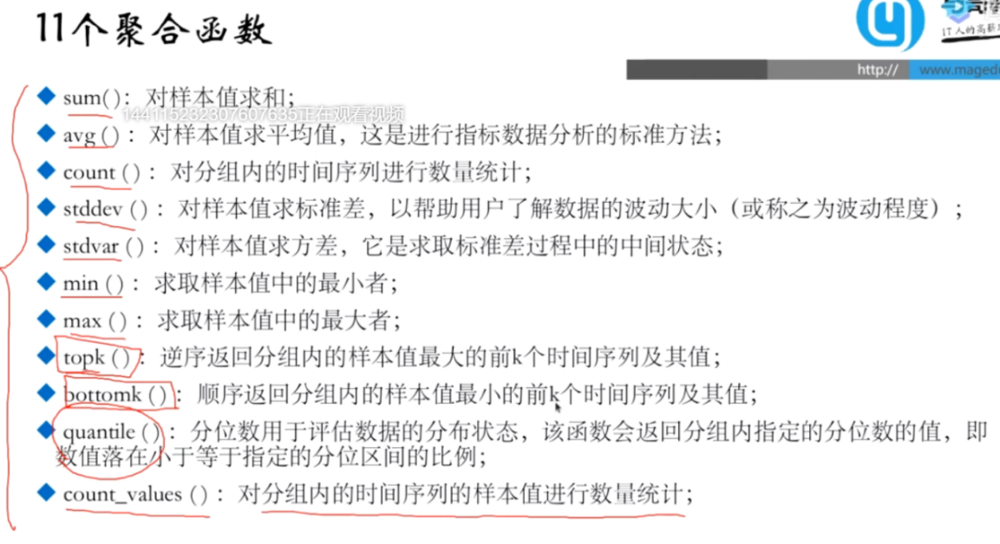 11个聚合函数
IT人的高薪
http://
www.maged
sum(): 对样本值求和;
144115232307607635正在观看视频
avg(): 对样本值求平均值，这是进行指标数据分析的标准方法;
count(): 对分组内的时间序列进行数量统计;
stddev(): 对样本值求标准差，以帮助用户了解数据的波动大小（或称之为波动程度）;
stdvar(): 对样本值求方差，它是求取标准差过程中的中间状态;
min(): 求取样本值中的最小者;
max(): 求取样本值中的最大者;
topk(): 逆序返回分组内的样本值最大的前k个时间序列及其值;
bottomk(): 顺序返回分组内的样本值最小的前k个时间序列及其值;
quantile(): 分位数用于评估数据的分布状态，该函数会返回分组内指定的分位数的值，即
数值落在小于等于指定的分位区间的比例;
count_values(): 对分组内的时间序列的样本值进行数量统计;